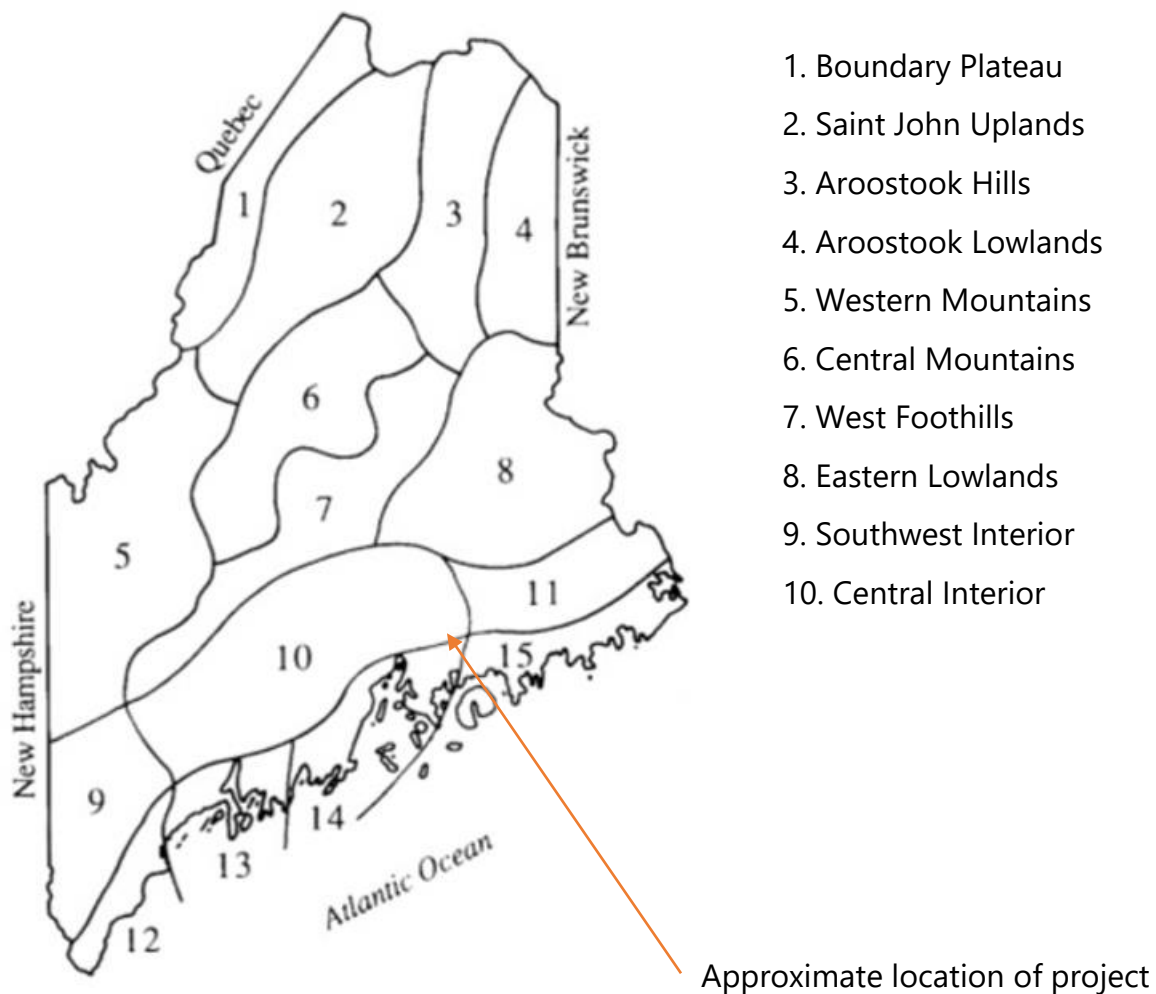 1. Boundary Plateau
2. Saint John Uplands
3. Aroostook Hills
4. Aroostook Lowlands
5. Western Mountains
6. Central Mountains
7. West Foothills
8. Eastern Lowlands
9. Southwest Interior
10. Central Interior
Quebec
New Brunswick
New Hampshire
Atlantic Ocean
1
2
3
4
5
6
7
8
9
10
11
12
13
14
15
Approximate location of project